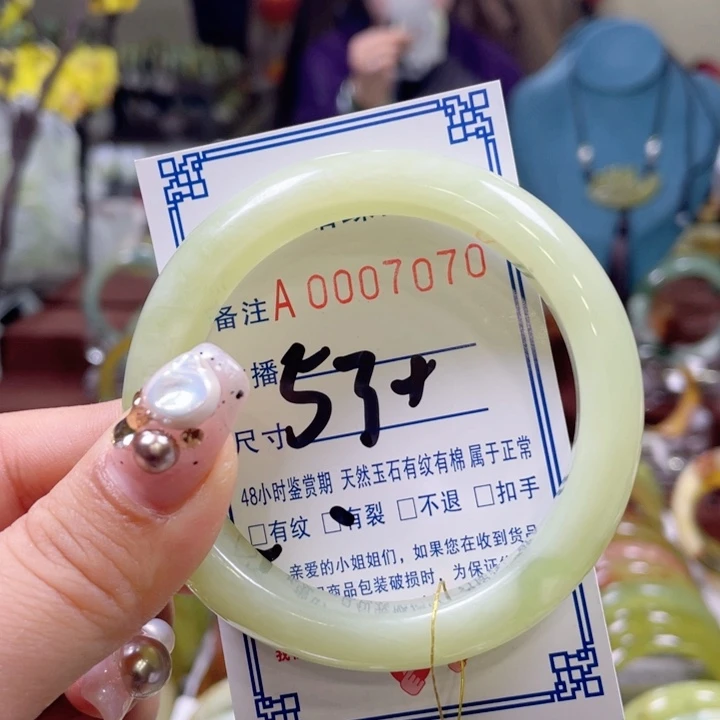 备注A 0007070
播
57+
尺寸
48小时鉴赏期 天然玉石有纹有棉 属于正常
□有纹 □有裂 □不退 □扣手
亲爱的小姐姐们，如果您在收到货品
商品包装破损时，为保证